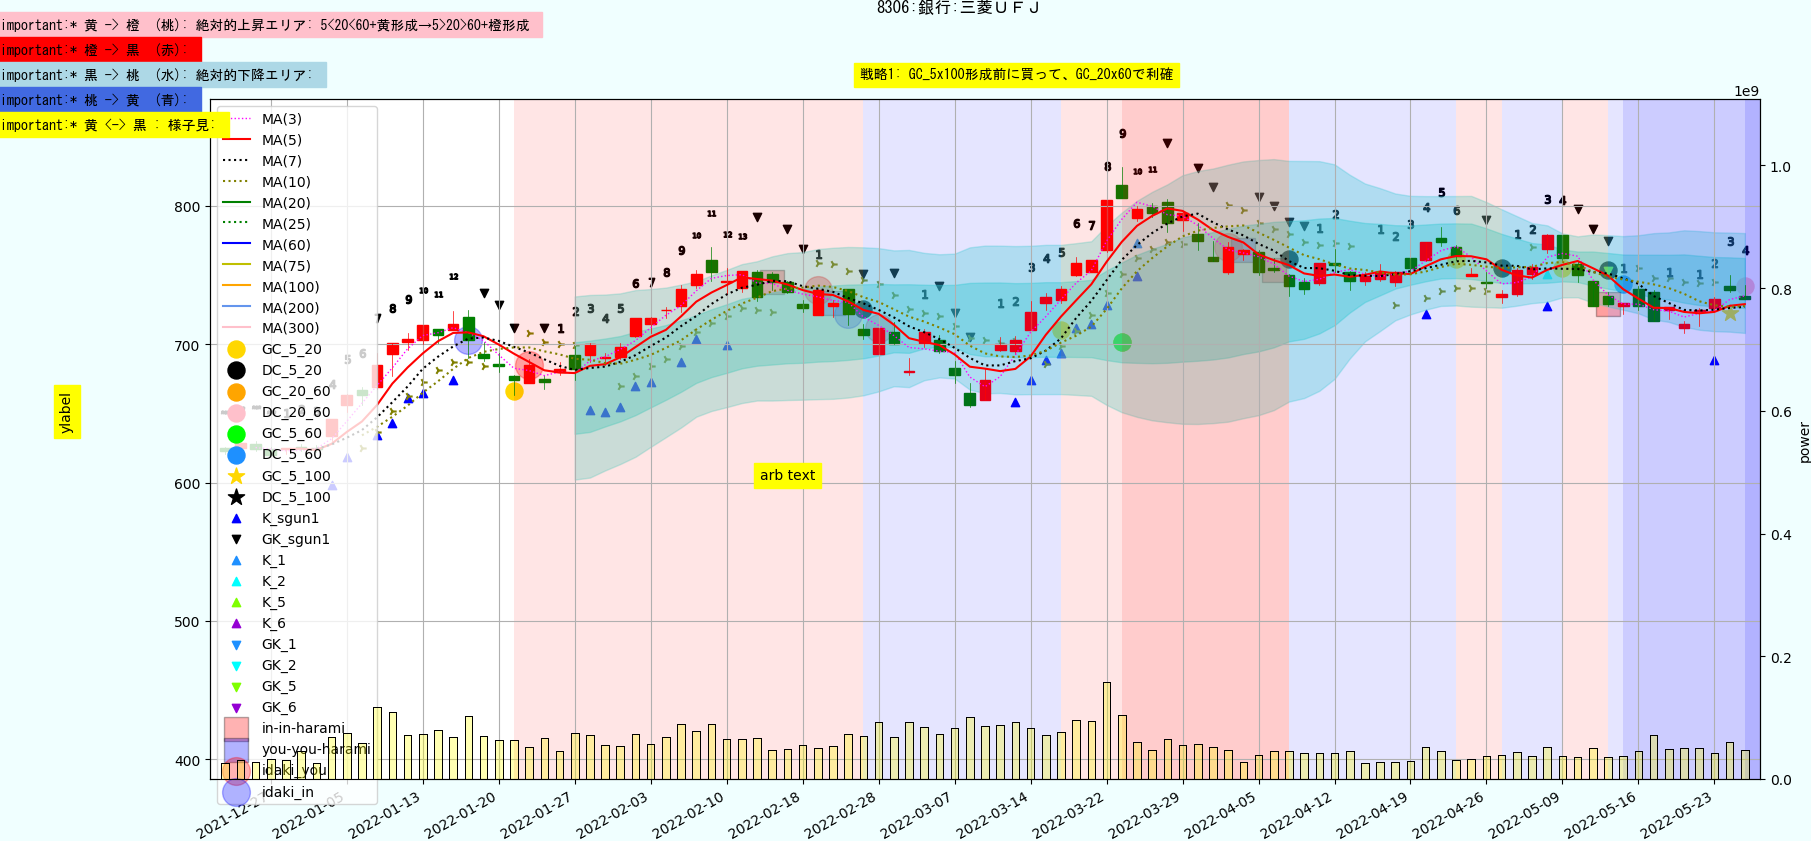 8306:銀行:三菱UFJ
important:* 黄 -> 橙 (桃): 絶対的上昇エリア: 5<20<60+黄形成→5>20>60+橙形成
important:* 橙 -> 黒 (赤):
important:* 黒 -> 桃 (水): 絶対的下降エリア:
戦略1: GC_5x100形成前に買って、GC_20x60で利確
important:* 桃 -> 黄 (青):
important:* 黄 <-> 黒 : 様子見:
1e9
MA(3)
MA(5)
MA(7)
MA(10)
MA(20)
MA(25)
MA(60)
MA(75)
MA(100)
MA(200)
MA(300)
GC_5_20
DC_5_20
GC_20_60
DC_20_60
GC_5_60
DC_5_60
GC_5_100
DC_5_100
K_sgun1
GK_sgun1
K_1
K_2
K_5
K_6
GK_1
GK_2
GK_5
GK_6
in-in-harami
you-you-harami
idaki_you
idaki_in
800
700
600
500
400
ylabel
arb text
1.0
0.8
0.6
0.4
0.2
0.0
power
2022-01-05
2022-01-13
2022-01-20
2022-01-27
2022-02-03
2022-02-10
2022-02-18
2022-02-28
2022-03-07
2022-03-14
2022-03-22
2022-03-29
2022-04-05
2022-04-12
2022-04-19
2022-04-26
2022-05-09
2022-05-16
2022-05-23